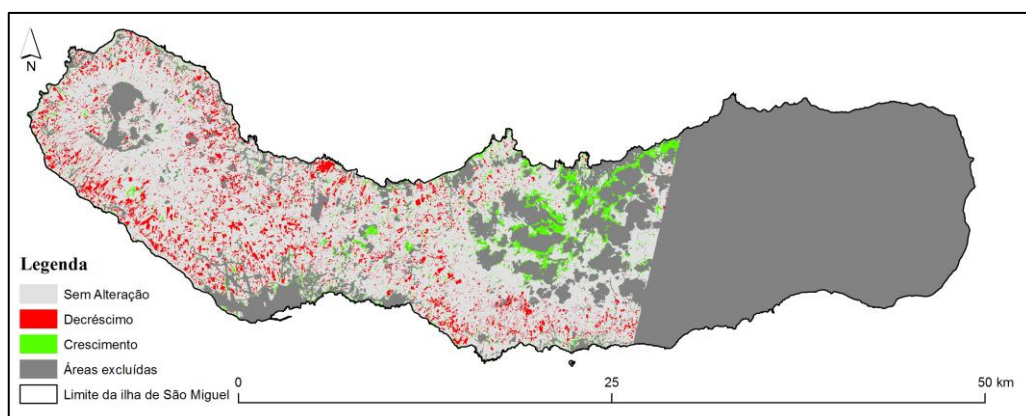 N
Legenda
Sem Alteração
Decréscimo
Crescimento
Áreas excluídas
Limite da ilha de São Miguel
0 25 50 km